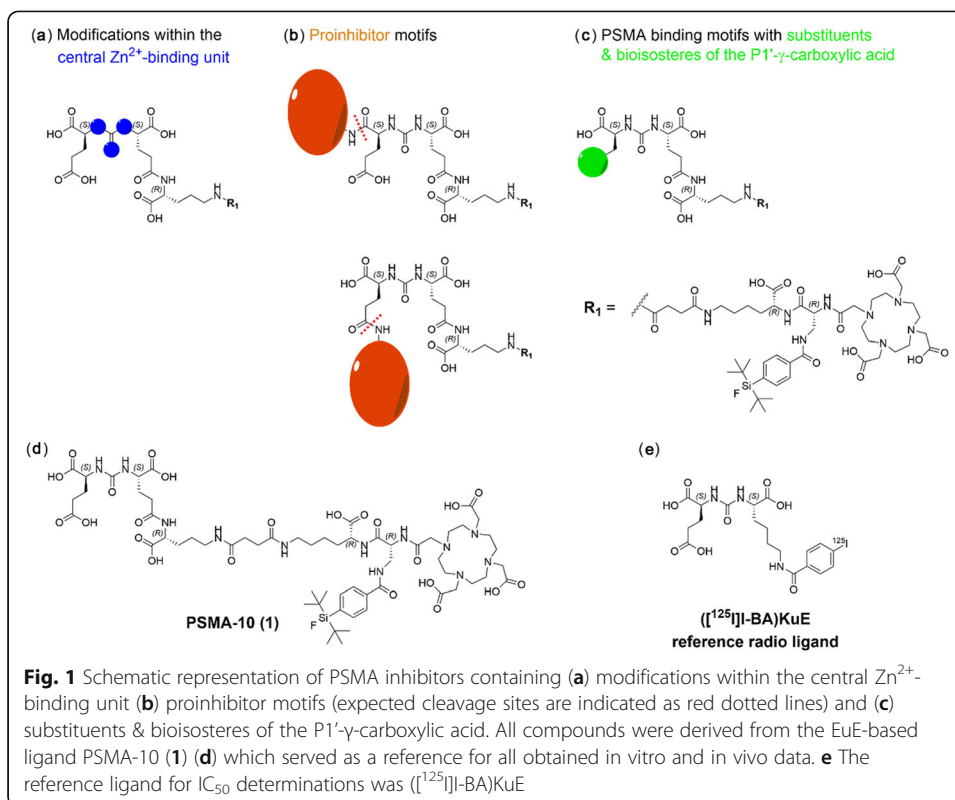 (a) Modifications within the central Zn²⁺-binding unit
(b) Proinhibitor motifs
(c) PSMA binding motifs with substituents & bioisosteres of the P1'-γ-carboxylic acid
R₁ =
(d)
PSMA-10 (1)
(e)
([¹²⁵I]I-BA)KuE
reference radio ligand
Fig. 1 Schematic representation of PSMA inhibitors containing (a) modifications within the central Zn²⁺-
binding unit (b) proinhibitor motifs (expected cleavage sites are indicated as red dotted lines) and (c)
substituents & bioisosteres of the P1'-γ-carboxylic acid. All compounds were derived from the EuE-based
ligand PSMA-10 (1) (d) which served as a reference for all obtained in vitro and in vivo data. e The
reference ligand for IC₅₀ determinations was ([¹²⁵I]I-BA)KuE